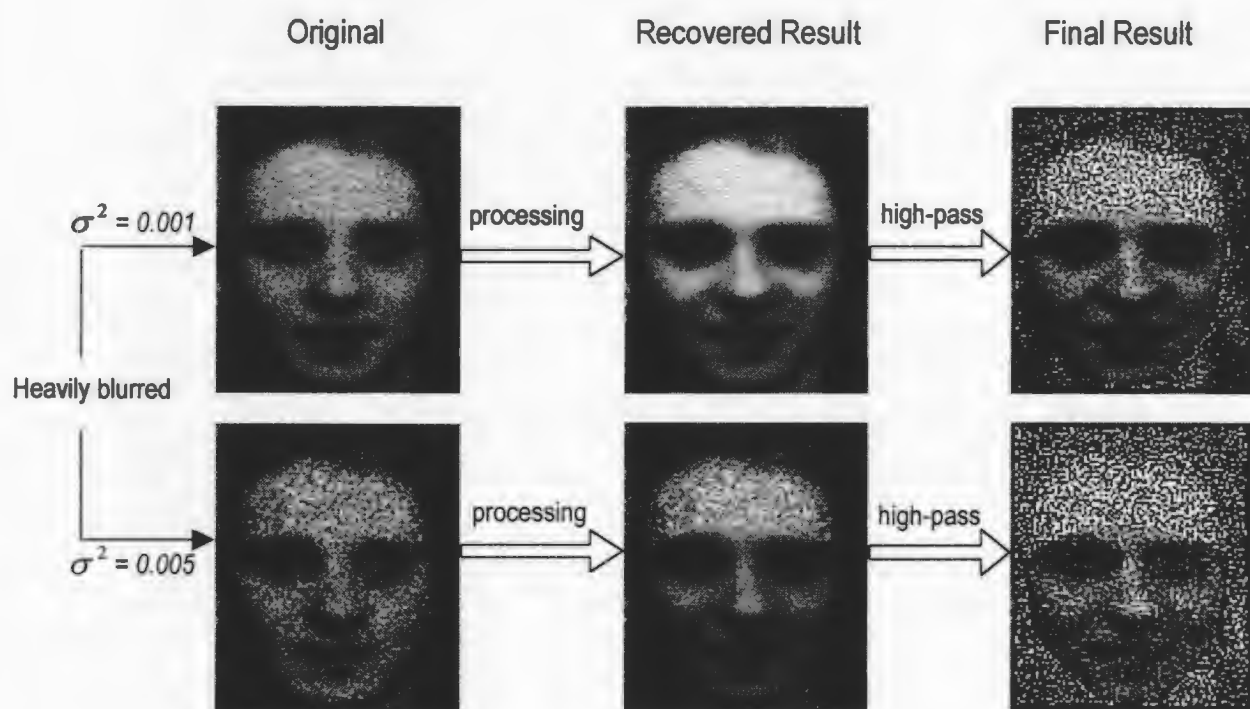 Original Recovered Result Final Result
σ² = 0.001 processing high-pass
Heavily blurred
processing high-pass
σ² = 0.005